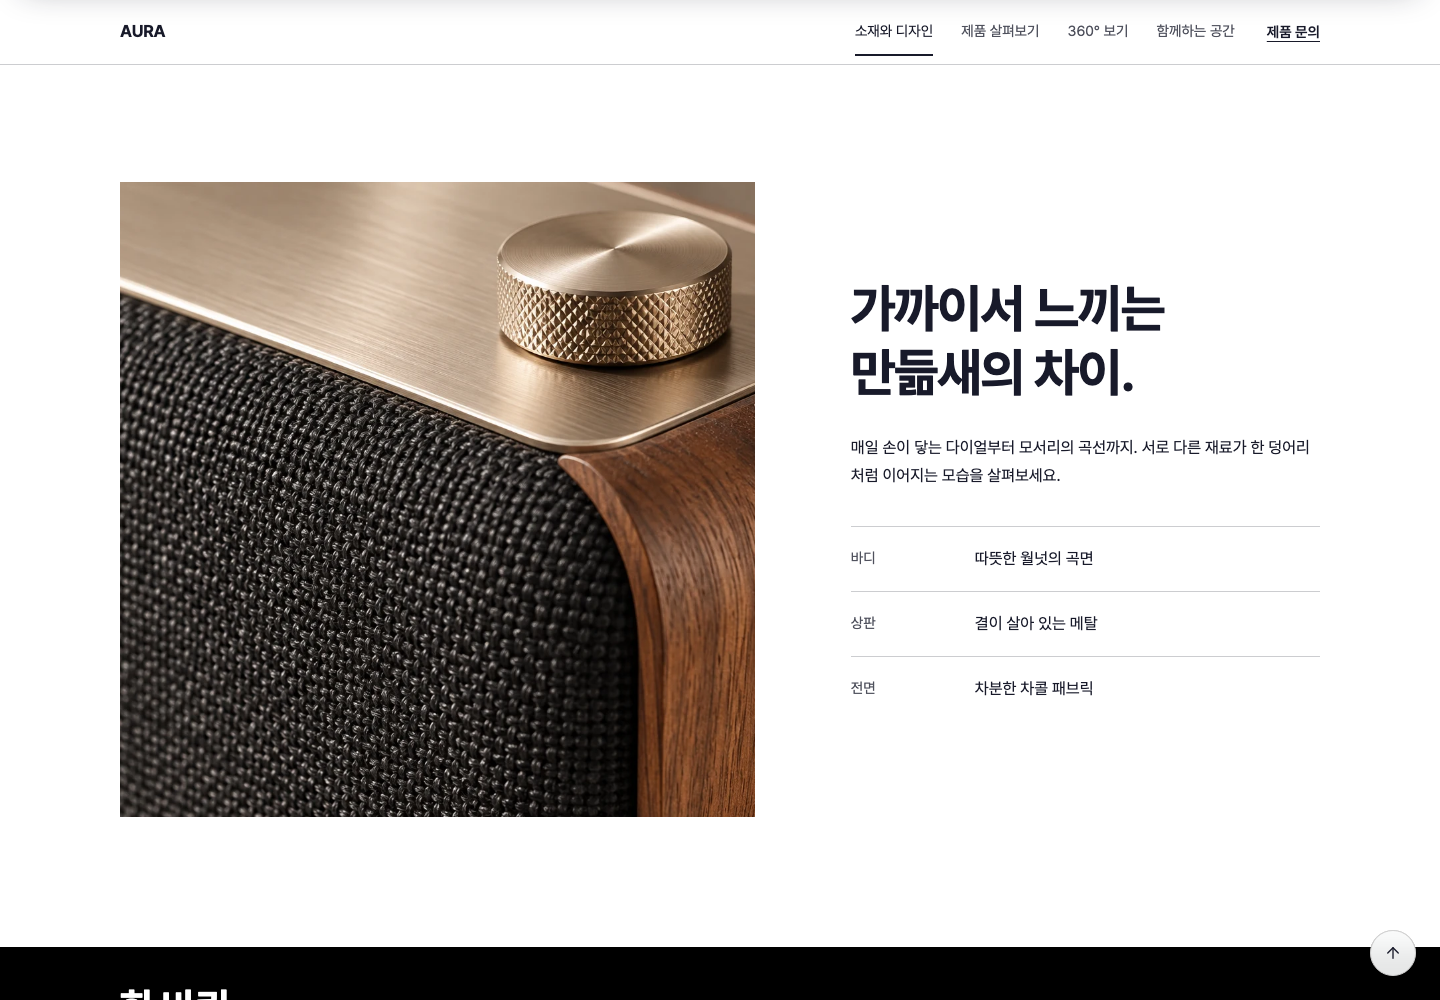 AURA
소재와 디자인
제품 살펴보기
360° 보기
함께하는 공간
제품 문의
가까이서 느끼는
만듦새의 차이.
매일 손이 닿는 다이얼부터 모서리의 곡선까지. 서로 다른 재료가 한 덩어리
처럼 이어지는 모습을 살펴보세요.
바디 따뜻한 월넛의 곡면
상판 결이 살아 있는 메탈
전면 차분한 차콜 패브릭